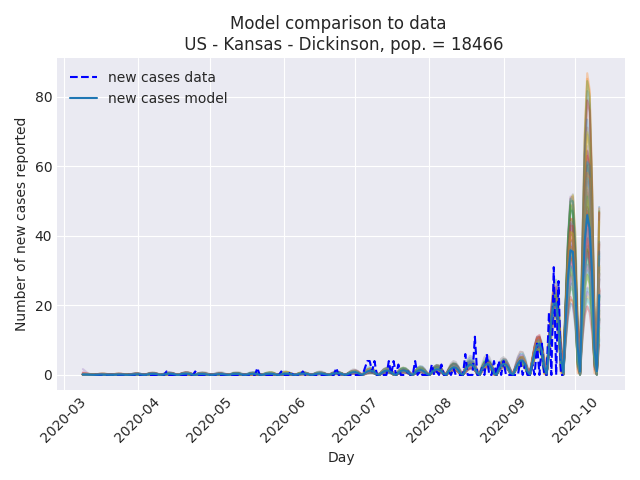 Model comparison to data
US - Kansas - Dickinson, pop. = 18466
new cases data
new cases model
Number of new cases reported
80
60
40
20
0
2020-03
2020-04
2020-05
2020-06
2020-07
2020-08
2020-09
2020-10
Day